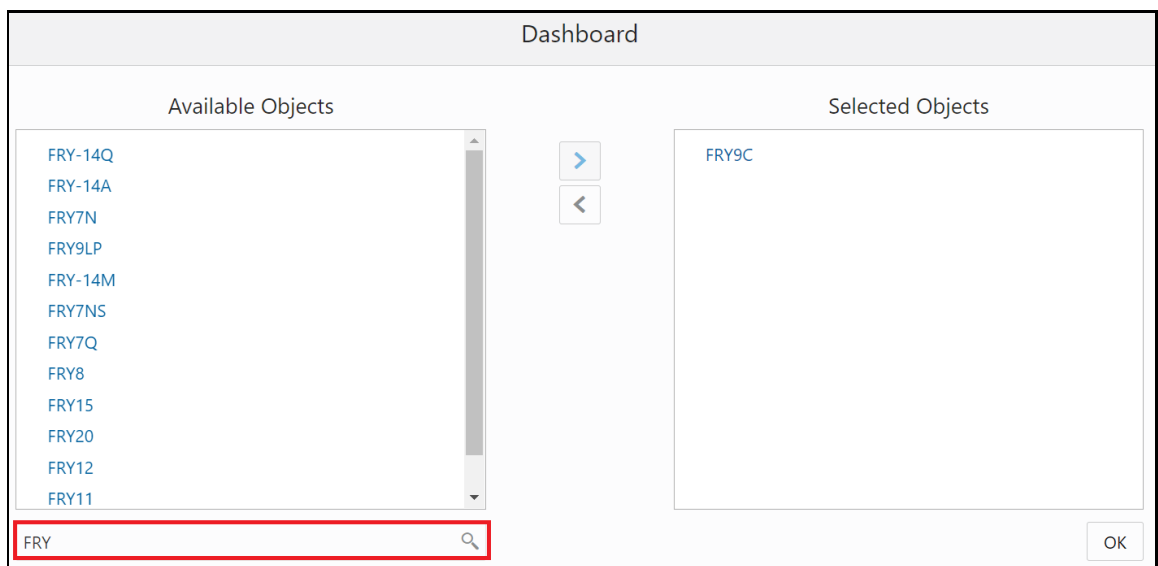 Dashboard
Available Objects
FRY-14Q
FRY-14A
FRY7N
FRY9LP
FRY-14M
FRY7NS
FRY7Q
FRY8
FRY15
FRY20
FRY12
FRY11
FRY
Selected Objects
FRY9C
OK